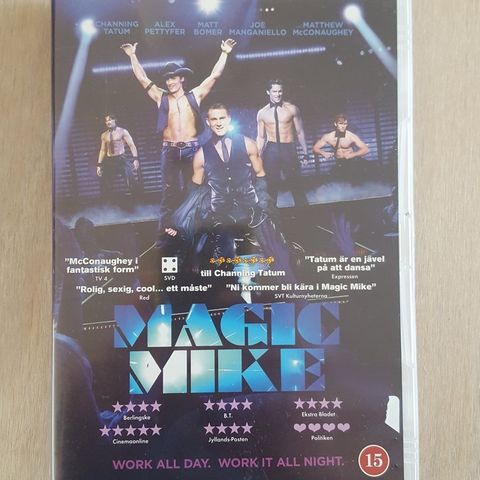 CHANNING ALEX MATT JOE MATTHEW
TATUM PETTYFER BOMER MANGANIELLO McCONAUGHEY
"McConaughey i
fantastisk form"
TV 4
SVD
till Channing Tatum
"Tatum är en jävel
på att dansa"
Expressen
"Rolig, sexig, cool... ett måste"
Red
"Ni kommer bli kära i Magic Mike"
SVT Kulturnyheterna
MAGIC
MIKE
Berlingske
B.T.
Ekstra Bladet
Cinemaonline
Jyllands-Posten
Politiken
WORK ALL DAY. WORK IT ALL NIGHT.
15